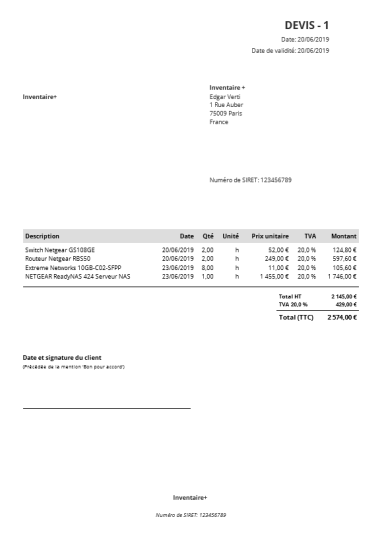 DEVIS - 1
Date: 20/06/2019
Date de validité: 20/06/2019
Inventaire+
Inventaire +
Edgar Verti
1 Rue Auber
75009 Paris
France
Numéro de SIRET: 123456789
Description Date Qté Unité Prix unitaire TVA Montant
Switch Netgear GS108GE 20/06/2019 2,00 h 52,00 € 20,0 % 124,80 €
Routeur Netgear RBS50 20/06/2019 2,00 h 249,00 € 20,0 % 597,60 €
Extreme Networks 10GB-C02-SFPP 23/06/2019 8,00 h 11,00 € 20,0 % 105,60 €
NETGEAR ReadyNAS 424 Serveur NAS 23/06/2019 1,00 h 1 455,00 € 20,0 % 1 746,00 €
Total HT 2 145,00 €
TVA 20,0 % 429,00 €
Total (TTC) 2 574,00 €
Date et signature du client
(Précédée de la mention 'Bon pour accord')
Inventaire+
Numéro de SIRET: 123456789